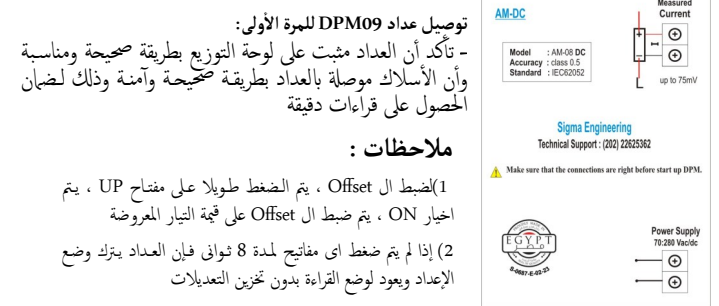 توصيل عداد DPM09 للمرة الأولى:
- تأكد أن العداد مثبت على لوحة التوزيع بطريقة صحيحة ومناسبة
وأن الأسلاك موصلة بالعداد بطريقة صحيحة وآمنة وذلك لضمان
الحصول على قراءات دقيقة
ملاحظات :
1)لضبط ال Offset ، يتم الضغط طويلا على مفتاح UP ، يتم
اخيار ON ، يتم ضبط ال Offset على قيمة التيار المعروضة
2) إذا لم يتم ضغط اى مفاتيح لمدة 8 ثوانى فإن العداد يترك وضع
الإعداد ويعود لوضع القراءة بدون تخزين التعديلات
AM-DC
Measured
Current
Model : AM-08 DC
Accuracy : class 0.5
Standard : IEC62052
I
up to 75mV
Sigma Engineering
Technical Support : (202) 22625362
Make sure that the connections are right before start up DPM.
EGYPT
S-0687-E-02-23
Power Supply
70:280 Vac/dc